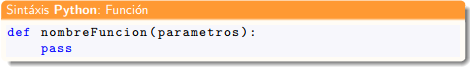 Sintáxis Python: Función
def nombreFuncion(parametros):
    pass